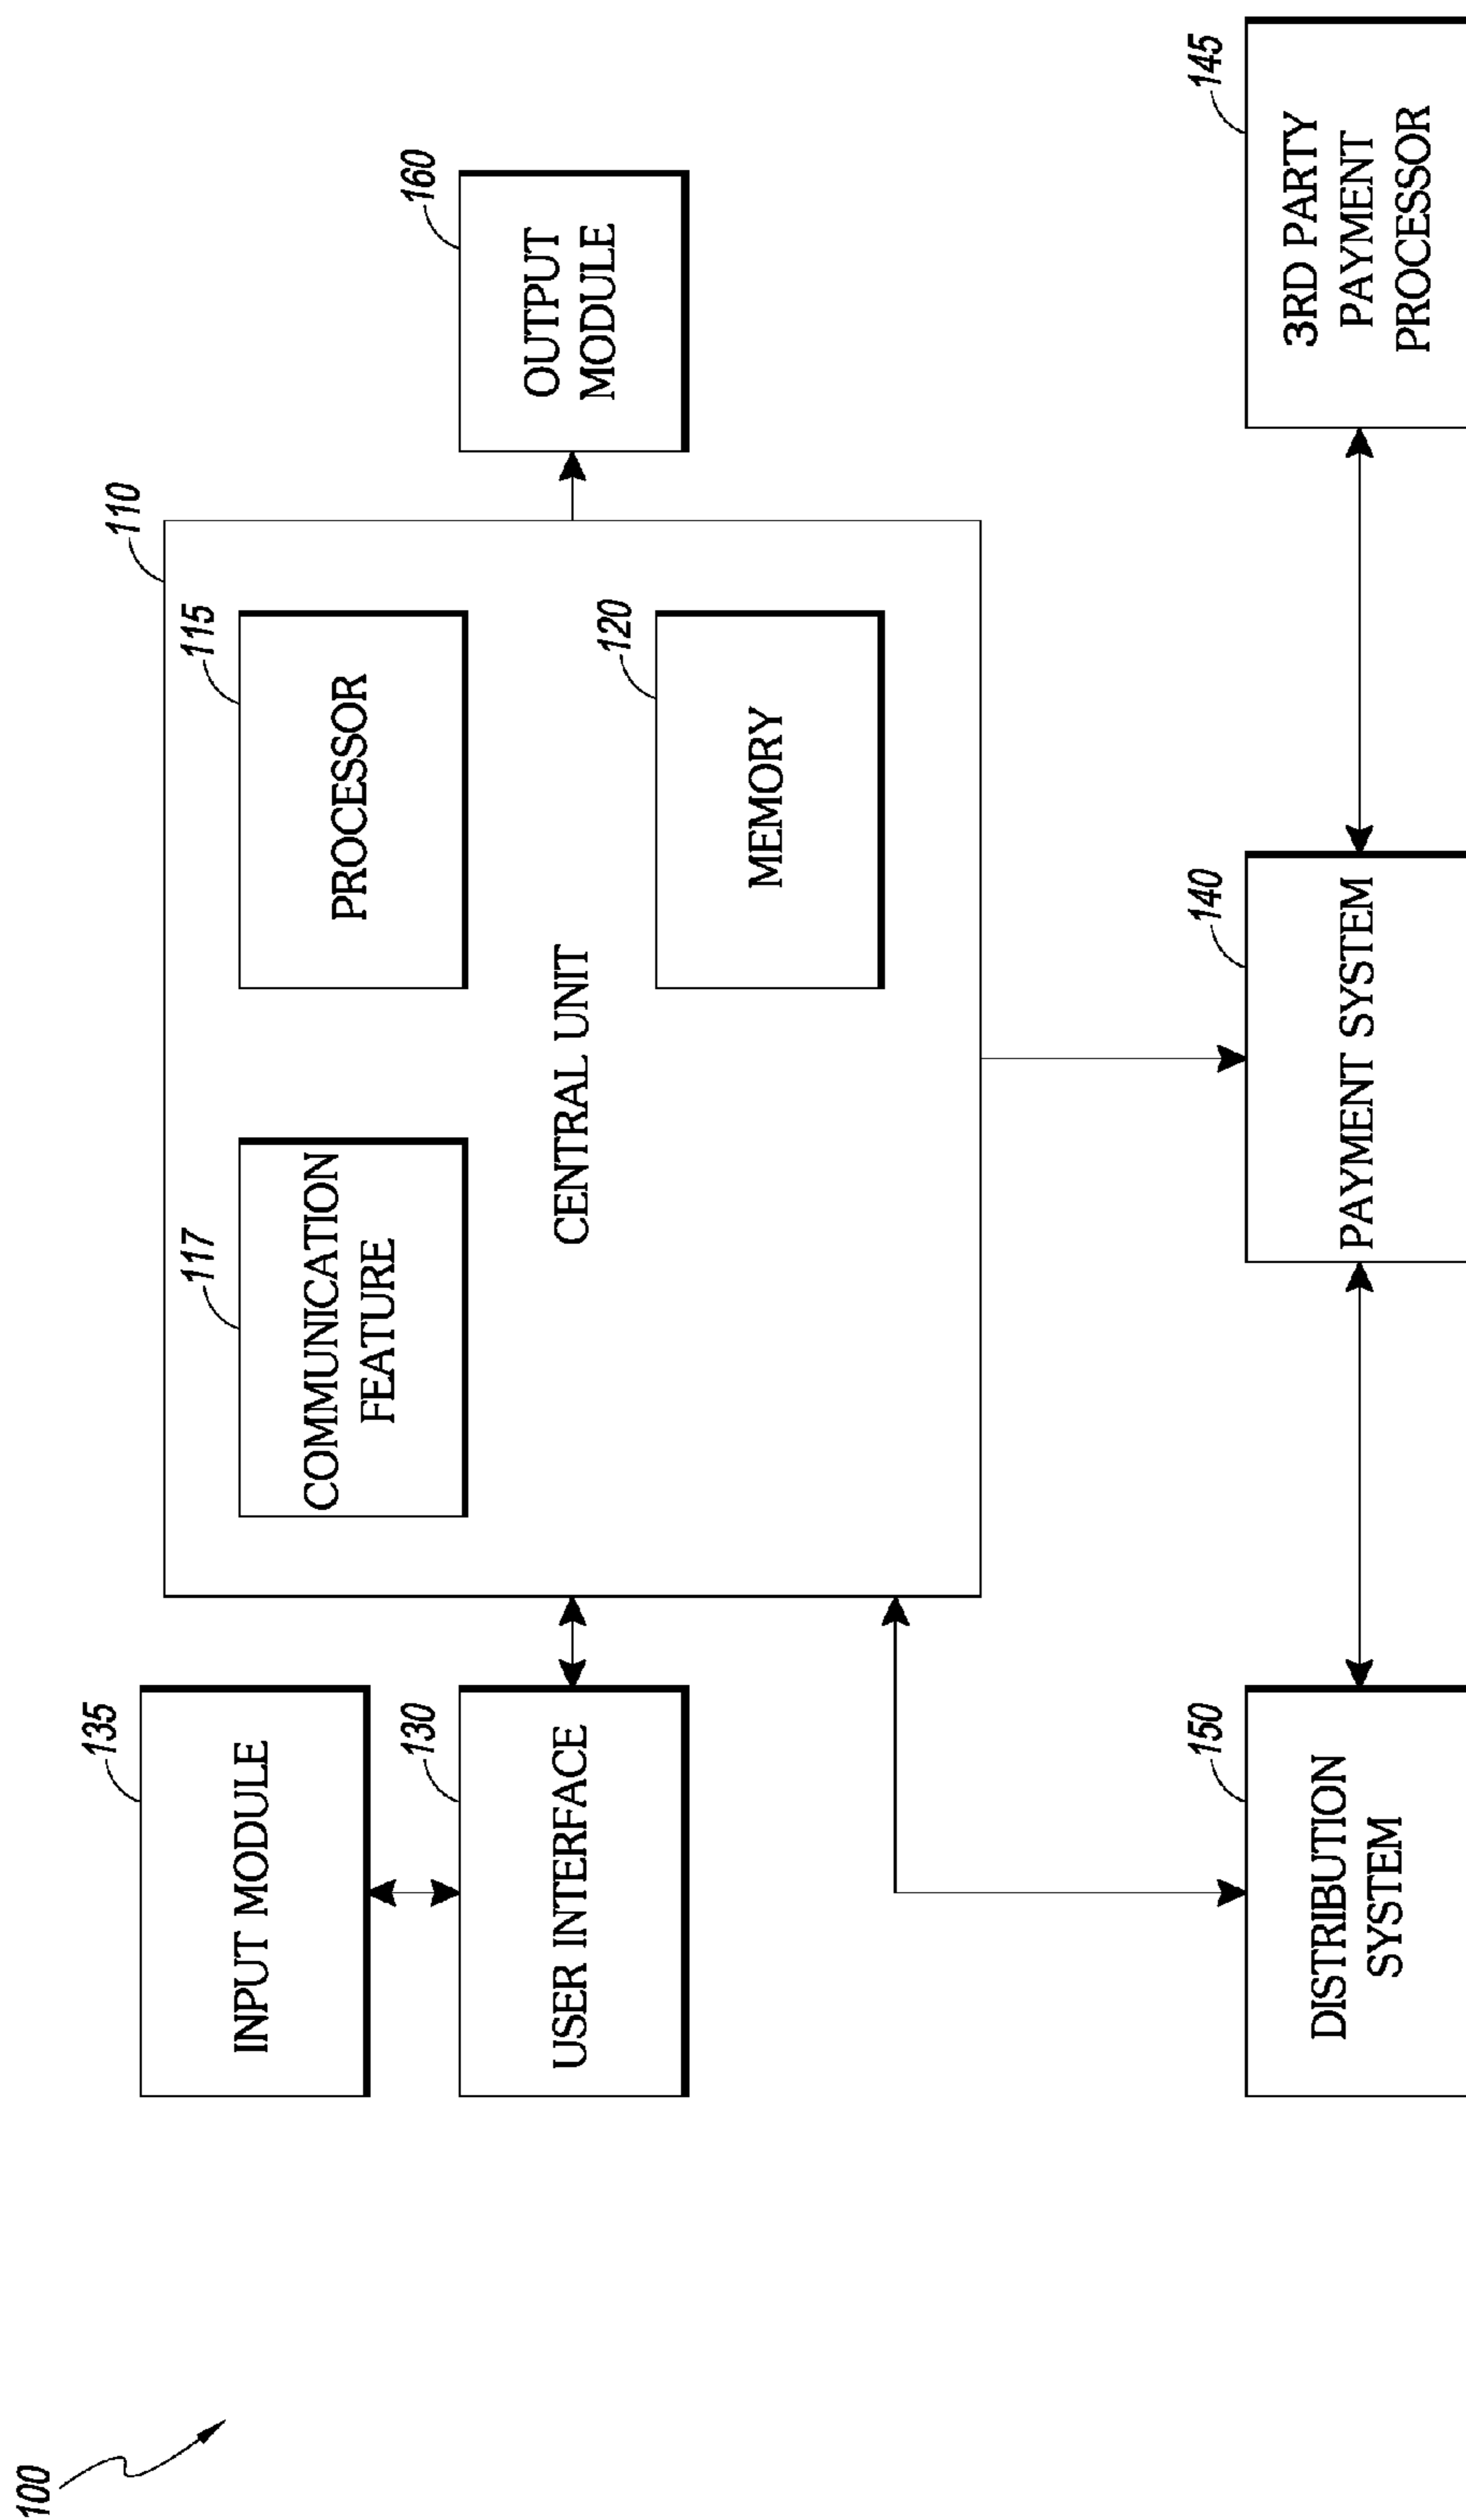 100
110
135
INPUT MODULE
117
COMMUNICATION
FEATURE
115
PROCESSOR
130
USER INTERFACE
CENTRAL UNIT
160
OUTPUT
MODULE
120
MEMORY
150
DISTRIBUTION
SYSTEM
140
PAYMENT SYSTEM
145
3RD PARTY
PAYMENT
PROCESSOR